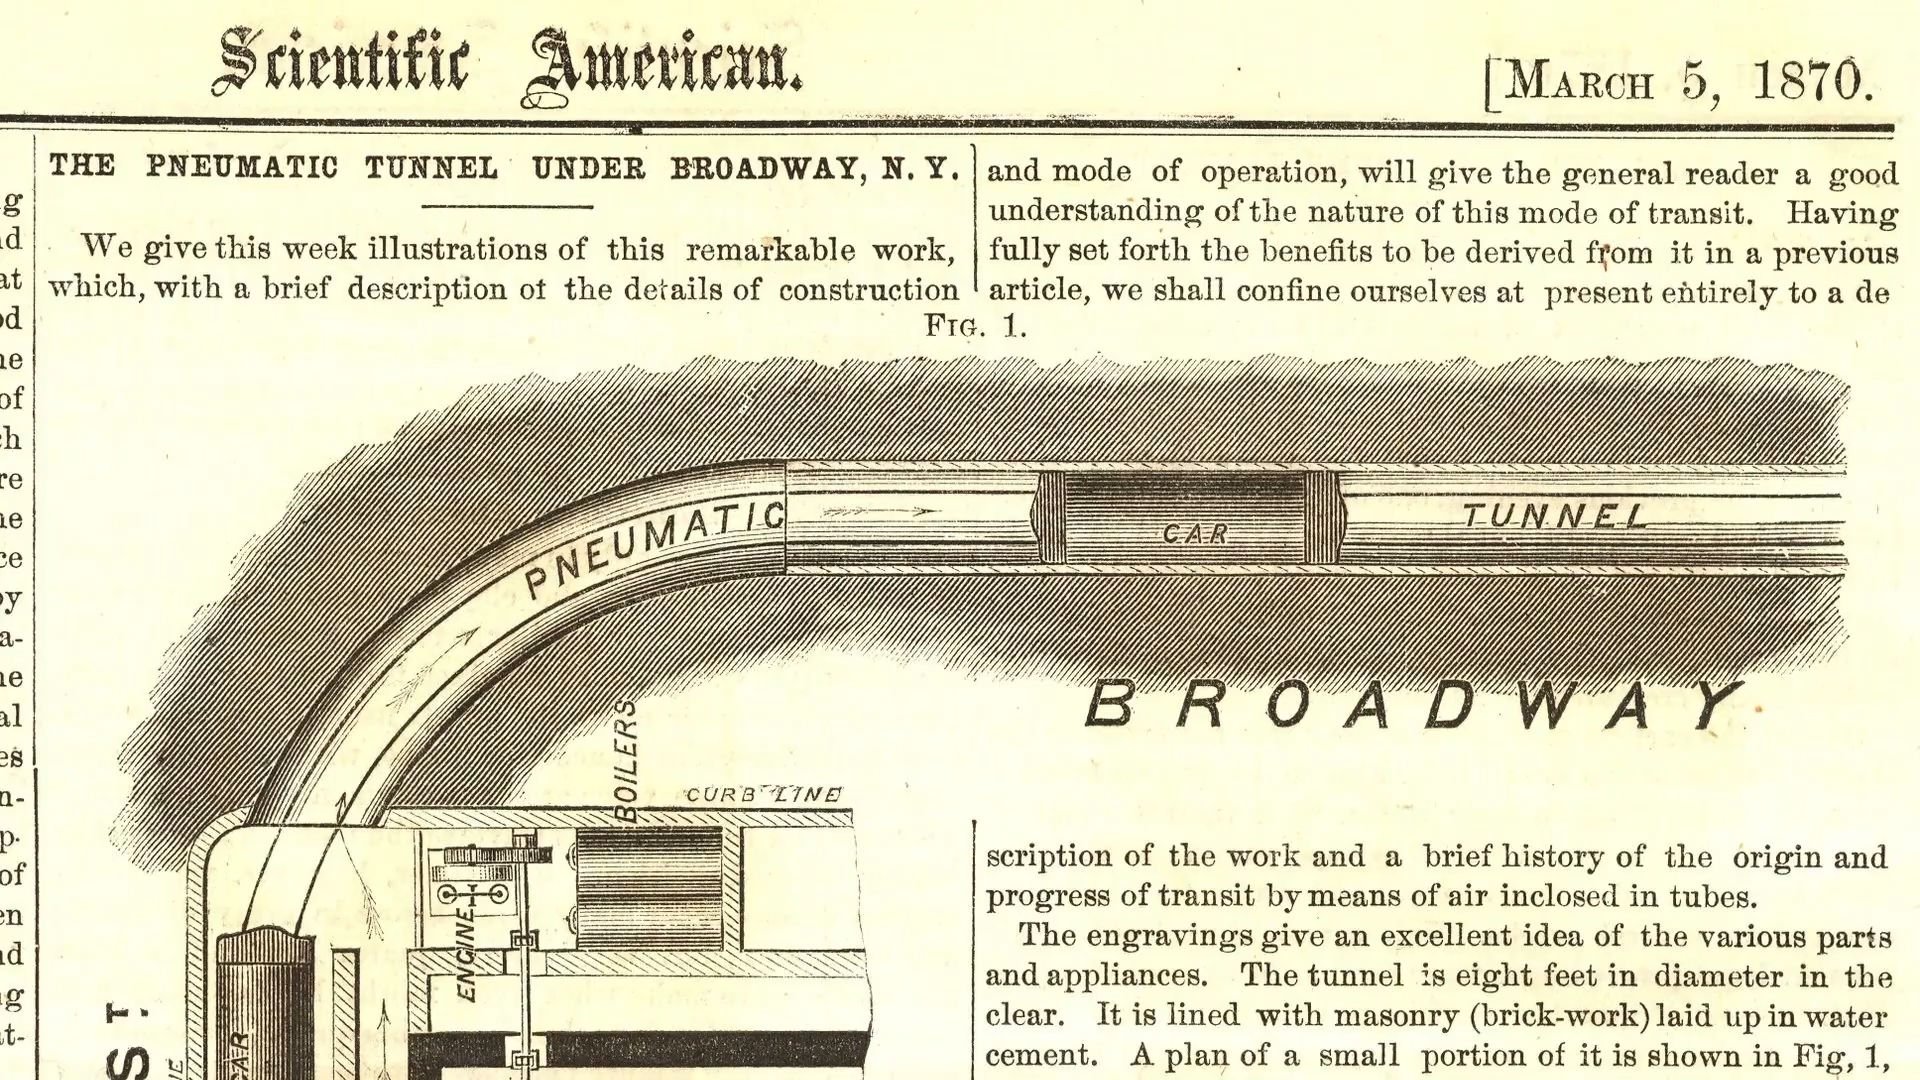 Scientific American.
[MARCH 5, 1870.
THE PNEUMATIC TUNNEL UNDER BROADWAY, N. Y.
We give this week illustrations of this remarkable work,
which, with a brief description of the details of construction
and mode of operation, will give the general reader a good
understanding of the nature of this mode of transit. Having
fully set forth the benefits to be derived from it in a previous
article, we shall confine ourselves at present entirely to a de
FIG. 1.
PNEUMATIC
CAR
TUNNEL
BROADWAY
BOILERS
CURB LINE
ENGINE
CAR
ST.
scription of the work and a brief history of the origin and
progress of transit by means of air inclosed in tubes.
The engravings give an excellent idea of the various parts
and appliances. The tunnel is eight feet in diameter in the
clear. It is lined with masonry (brick-work) laid up in water
cement. A plan of a small portion of it is shown in Fig, 1,